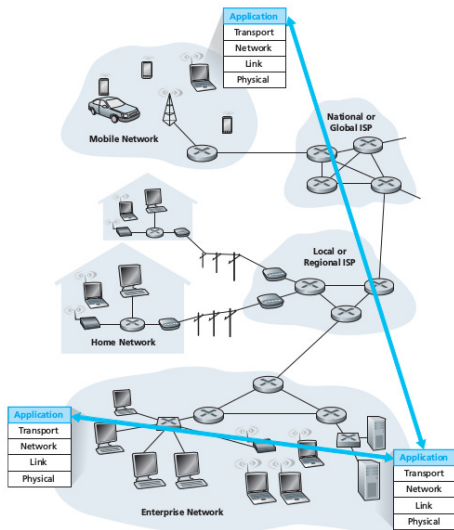 Application
Transport
Network
Link
Physical
Mobile Network
National or
Global ISP
Local or
Regional ISP
Home Network
Application
Transport
Network
Link
Physical
Application
Transport
Network
Link
Physical
Enterprise Network